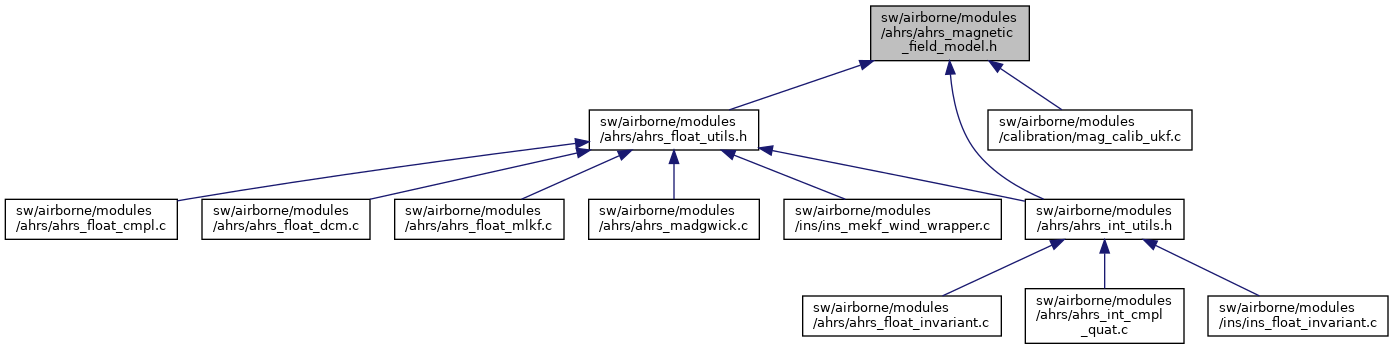 sw/airborne/modules
/ahrs/ahrs_magnetic
_field_model.h
sw/airborne/modules
/ahrs/ahrs_float_utils.h
sw/airborne/modules
/calibration/mag_calib_ukf.c
sw/airborne/modules
/ahrs/ahrs_float_cmpl.c
sw/airborne/modules
/ahrs/ahrs_float_dcm.c
sw/airborne/modules
/ahrs/ahrs_float_mlkf.c
sw/airborne/modules
/ahrs/ahrs_madgwick.c
sw/airborne/modules
/ins/ins_mekf_wind_wrapper.c
sw/airborne/modules
/ahrs/ahrs_int_utils.h
sw/airborne/modules
/ahrs/ahrs_float_invariant.c
sw/airborne/modules
/ahrs/ahrs_int_cmpl
_quat.c
sw/airborne/modules
/ins/ins_float_invariant.c